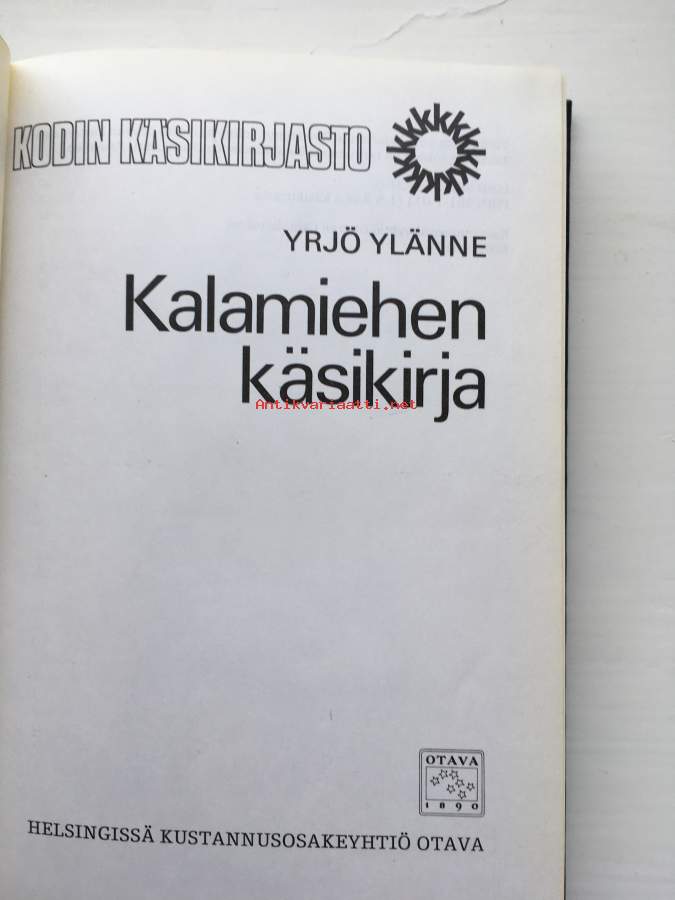 KODIN KÄSIKIRJASTO
YRJÖ YLÄNNE
Kalamiehen
käsikirja
Antikvariaatti.net
OTAVA
1890
HELSINGISSÄ KUSTANNUSOSAKEYHTIÖ OTAVA